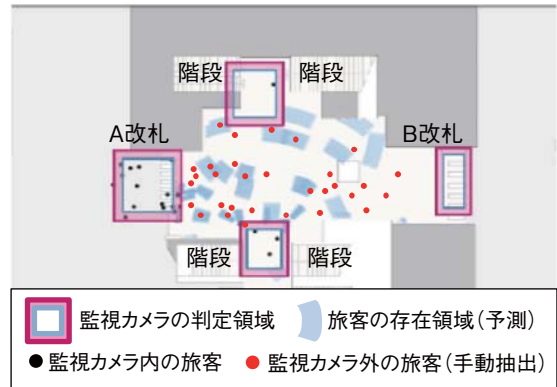 階段 階段
A改札 B改札
階段 階段
監視カメラの判定領域 旅客の存在領域(予測)
監視カメラ内の旅客 監視カメラ外の旅客(手動抽出)